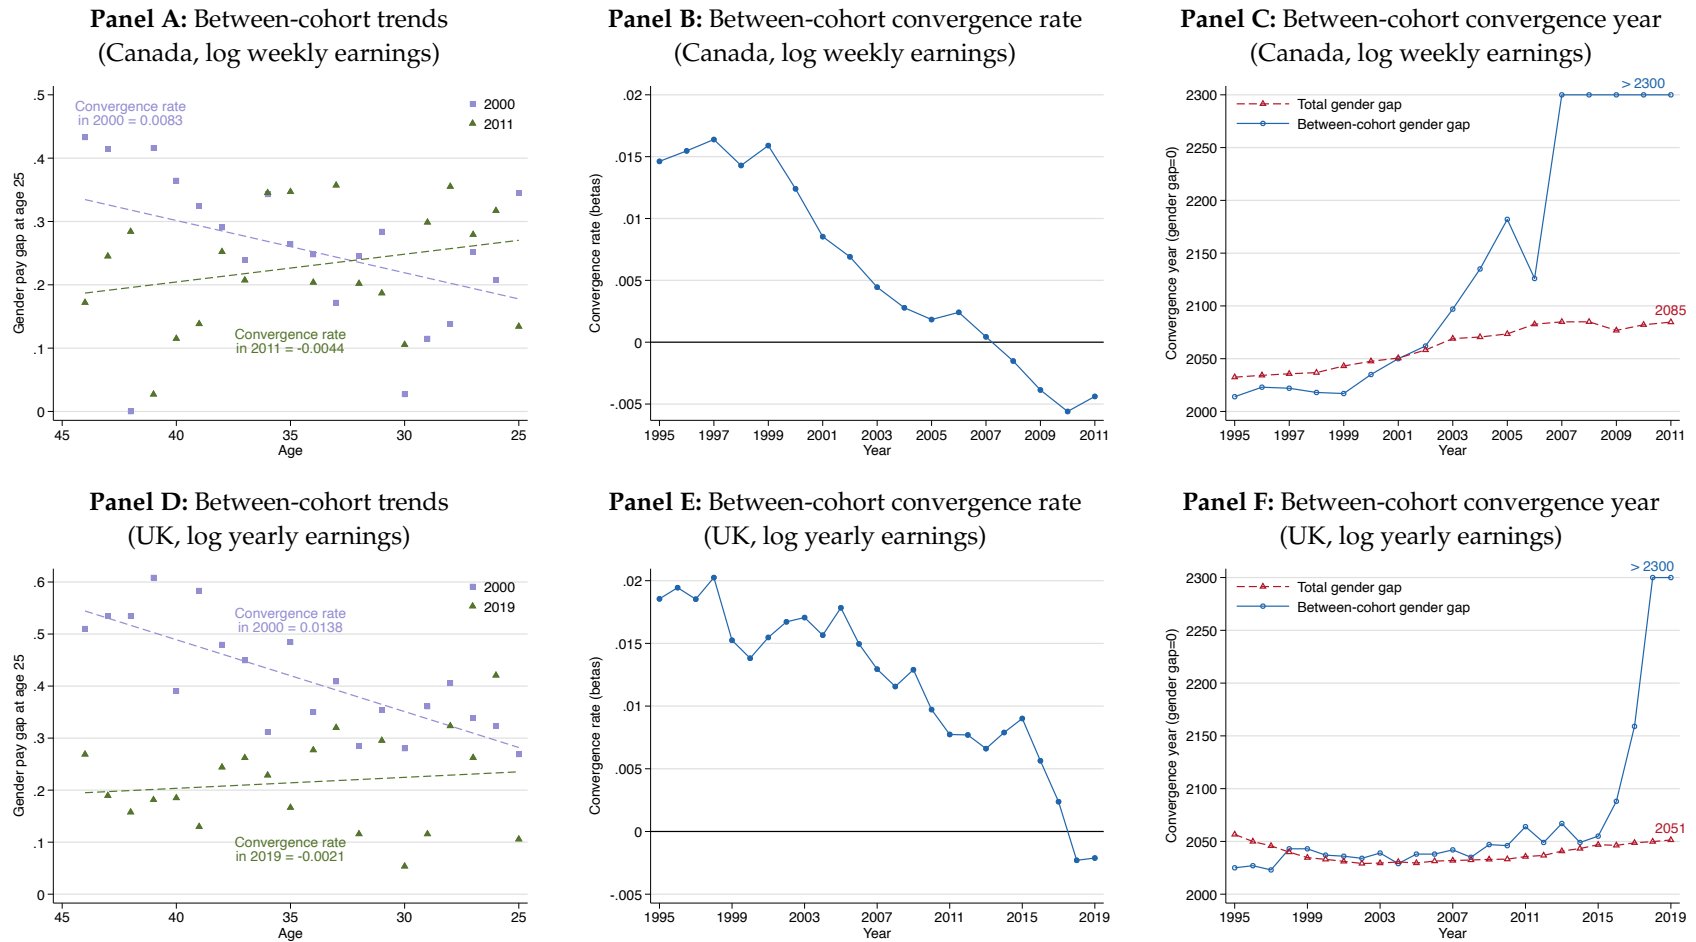 Panel A: Between-cohort trends
(Canada, log weekly earnings)
.5
.4
.3
.2
.1
0
Gender pay gap at age 25
Convergence rate
in 2000 = 0.0083
2000
2011
Convergence rate
in 2011 = -0.0044
45
40
35
30
25
Age
Panel B: Between-cohort convergence rate
(Canada, log weekly earnings)
.02
.015
.01
.005
0
-.005
Convergence rate (betas)
1995
1997
1999
2001
2003
2005
2007
2009
2011
Year
Panel C: Between-cohort convergence year
(Canada, log weekly earnings)
2300
2250
2200
2150
2100
2050
2000
Convergence year (gender gap=0)
Total gender gap
Between-cohort gender gap
> 2300
2085
1995
1997
1999
2001
2003
2005
2007
2009
2011
Year
Panel D: Between-cohort trends
(UK, log yearly earnings)
.6
.5
.4
.3
.2
.1
0
Gender pay gap at age 25
Convergence rate
in 2000 = 0.0138
2000
2019
Convergence rate
in 2019 = -0.0021
45
40
35
30
25
Age
Panel E: Between-cohort convergence rate
(UK, log yearly earnings)
.02
.015
.01
.005
0
-.005
Convergence rate (betas)
1995
1999
2003
2007
2011
2015
2019
Year
Panel F: Between-cohort convergence year
(UK, log yearly earnings)
2300
2250
2200
2150
2100
2050
2000
Convergence year (gender gap=0)
Total gender gap
Between-cohort gender gap
> 2300
2051
1995
1999
2003
2007
2011
2015
2019
Year